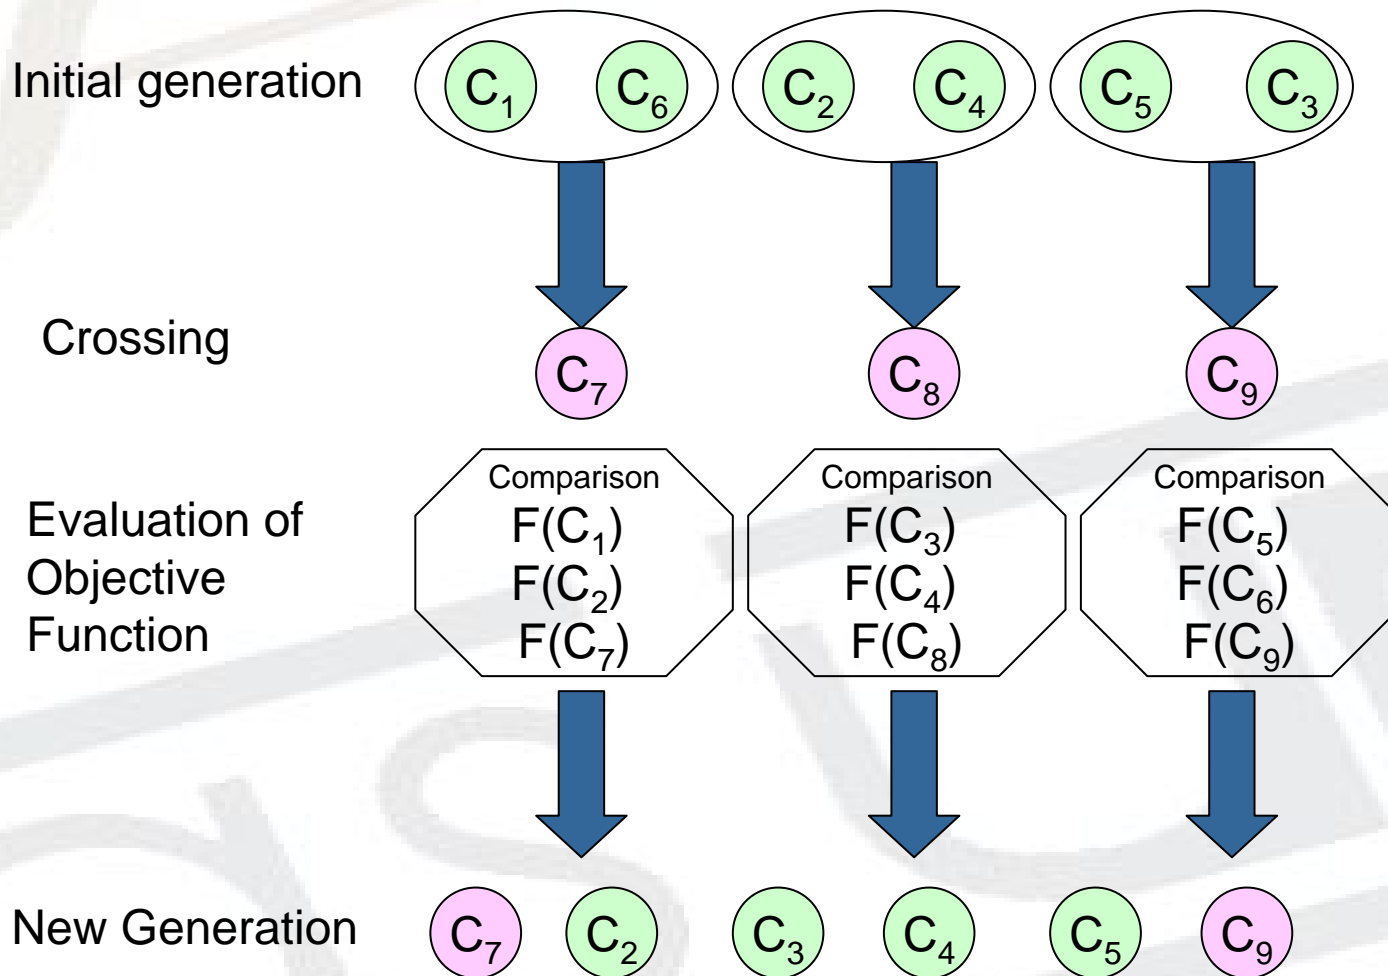 Initial generation
C₁ C₆ C₂ C₄ C₅ C₃
Crossing
C₇ C₈ C₉
Evaluation of
Objective
Function
Comparison
F(C₁)
F(C₂)
F(C₇)
Comparison
F(C₃)
F(C₄)
F(C₈)
Comparison
F(C₅)
F(C₆)
F(C₉)
New Generation
C₇ C₂ C₃ C₄ C₅ C₉